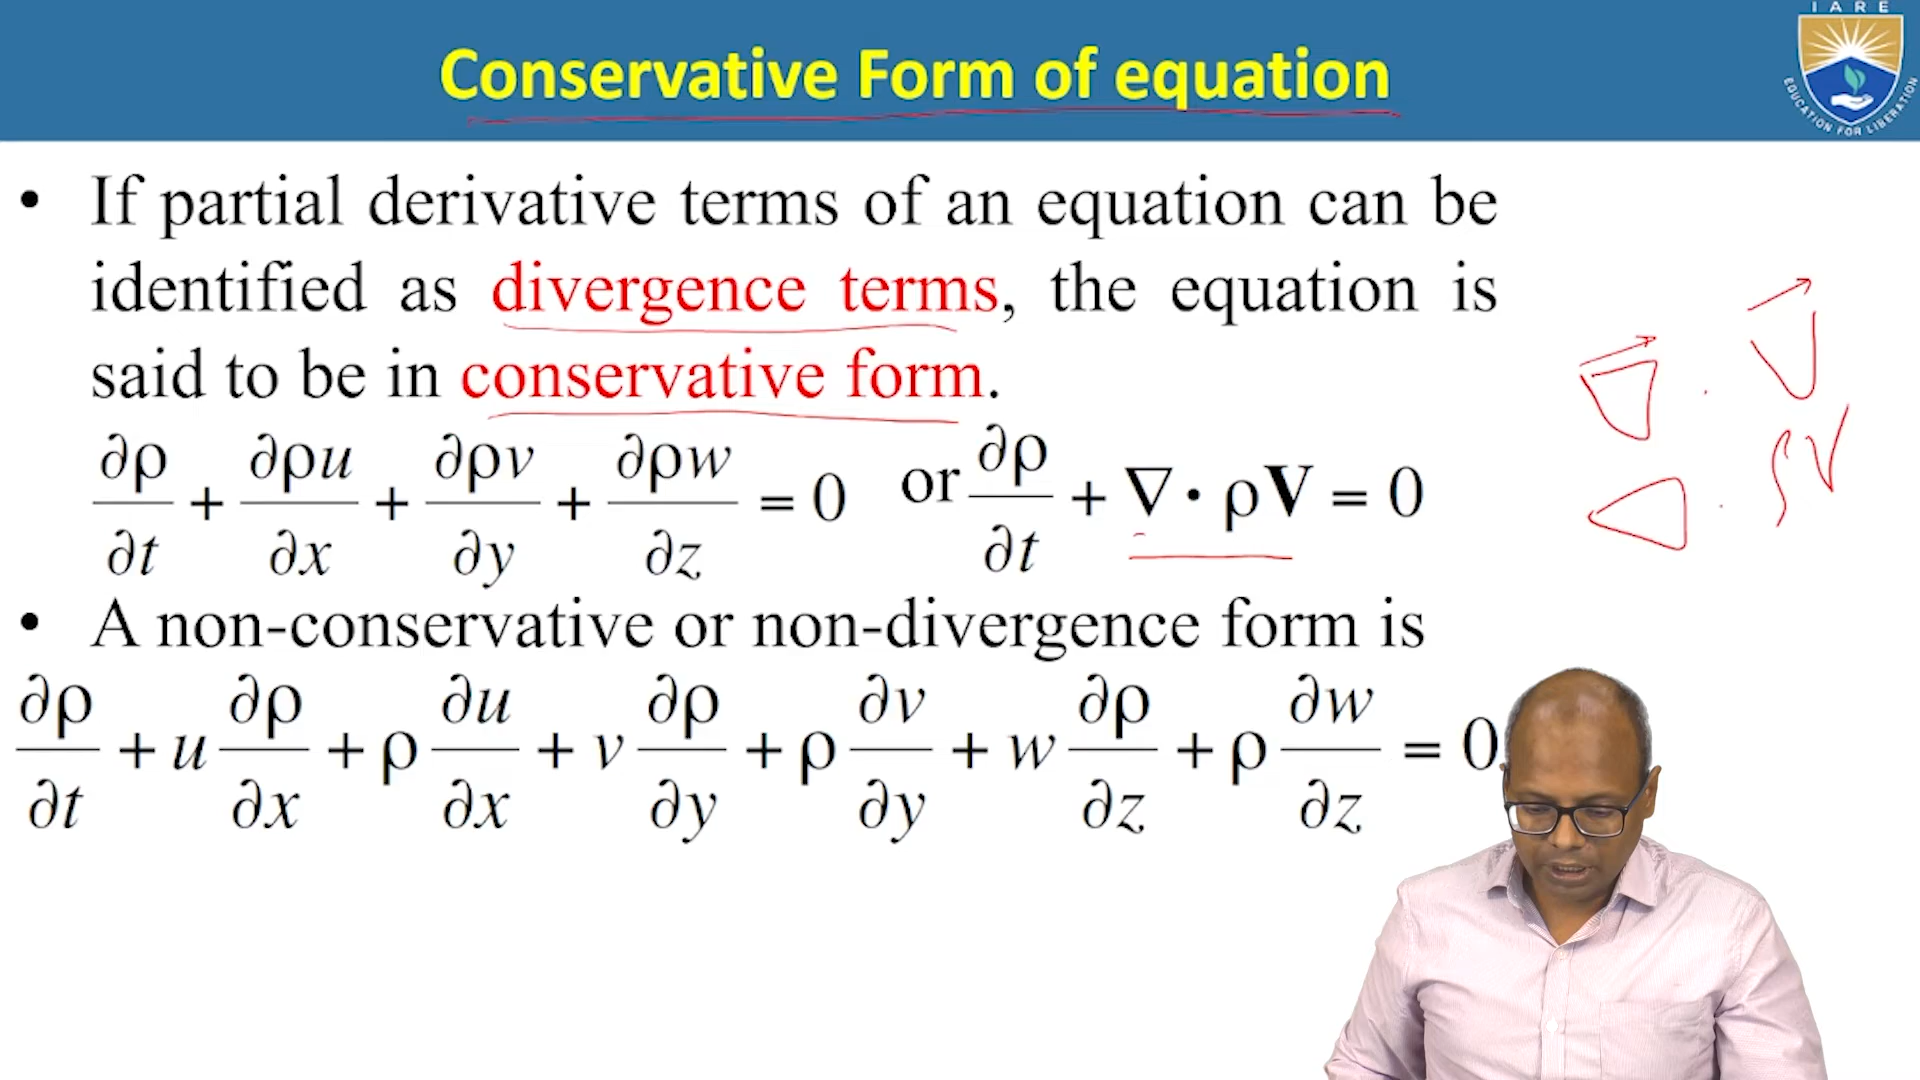 IARE
EDUCATION FOR LIBERATION
Conservative Form of equation
• If partial derivative terms of an equation can be
identified as divergence terms, the equation is
said to be in conservative form.
∂ρ/∂t + ∂ρu/∂x + ∂ρv/∂y + ∂ρw/∂z = 0 or ∂ρ/∂t + ∇ · ρV = 0
∇ · V
∇ · ρV
• A non-conservative or non-divergence form is
∂ρ/∂t + u ∂ρ/∂x + ρ ∂u/∂x + v ∂ρ/∂y + ρ ∂v/∂y + w ∂ρ/∂z + ρ ∂w/∂z = 0